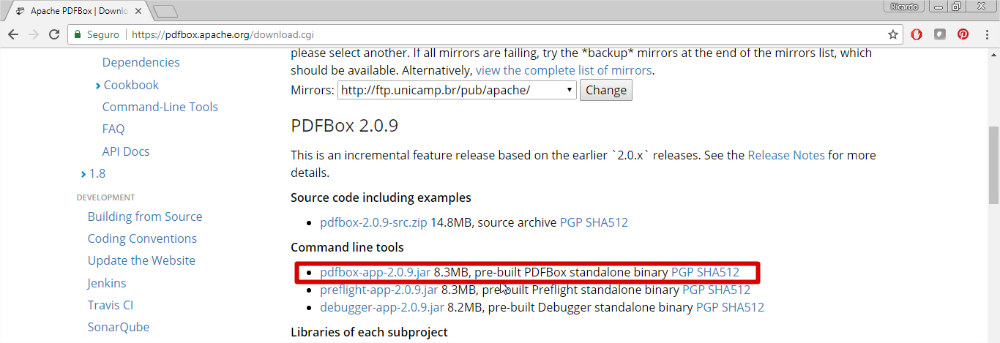 Apache PDFBox | Downlo
Ricardo
Seguro
https://pdfbox.apache.org/download.cgi
Dependencies
Cookbook
Command-Line Tools
FAQ
API Docs
1.8
DEVELOPMENT
Building from Source
Coding Conventions
Update the Website
Jenkins
Travis CI
SonarQube
please select another. If all mirrors are failing, try the *backup* mirrors at the end of the mirrors list, which
should be available. Alternatively, view the complete list of mirrors.
Mirrors: http://ftp.unicamp.br/pub/apache/ Change
PDFBox 2.0.9
This is an incremental feature release based on the earlier `2.0.x` releases. See the Release Notes for more
details.
Source code including examples
pdfbox-2.0.9-src.zip 14.8MB, source archive PGP SHA512
Command line tools
pdfbox-app-2.0.9.jar 8.3MB, pre-built PDFBox standalone binary PGP SHA512
preflight-app-2.0.9.jar 8.3MB, pre-built Preflight standalone binary PGP SHA512
debugger-app-2.0.9.jar 8.2MB, pre-built Debugger standalone binary PGP SHA512
Libraries of each subproject